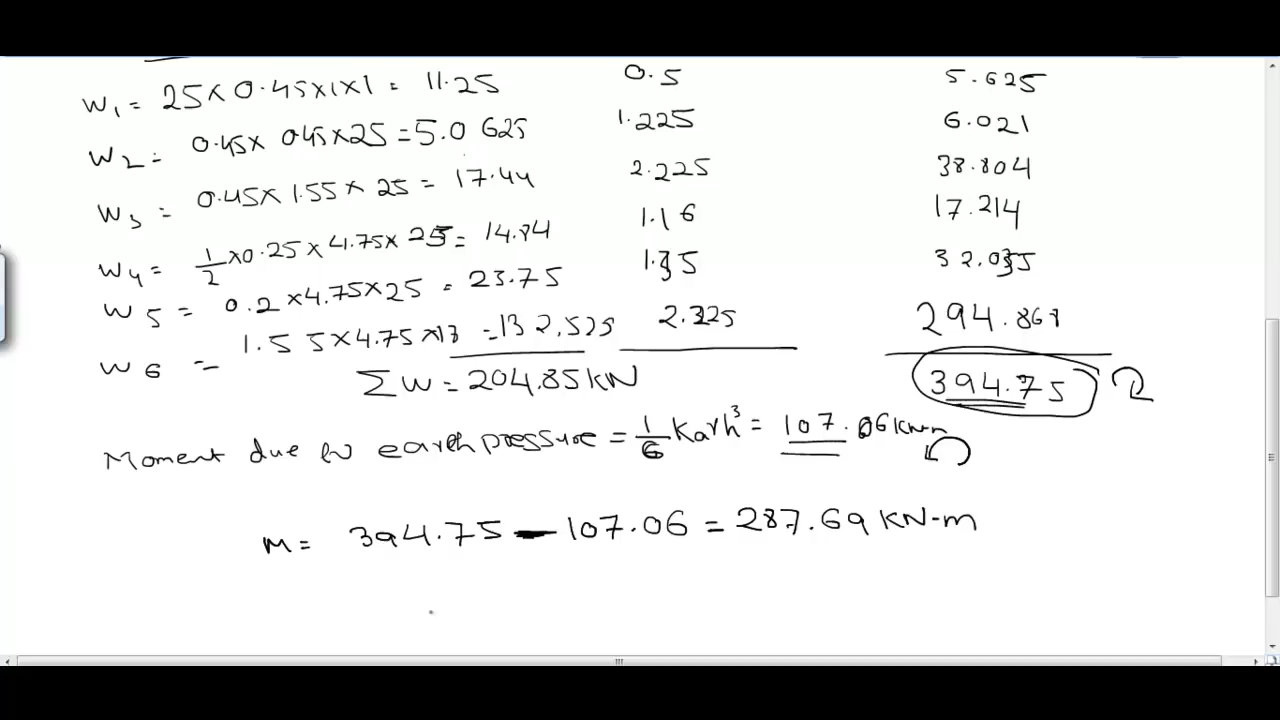 W1 = 25 × 0.45 × 1 × 1 = 11.25 0.5 5.625
W2 = 0.45 × 0.45 × 25 = 5.0625 1.225 6.021
W3 = 0.45 × 1.55 × 25 = 17.44 2.225 38.804
W4 = 1/2 × 0.25 × 4.75 × 25 = 14.84 1.16 17.214
W5 = 0.2 × 4.75 × 25 = 23.75 1.35 32.035
W6 = 1.55 × 4.75 × 18 = 132.525 2.225 294.868
ΣW = 204.85 KN 394.75
Moment due to earth pressure = 1/6 Kaγh³ = 107.06 KN-m
M = 394.75 - 107.06 = 287.69 KN-m